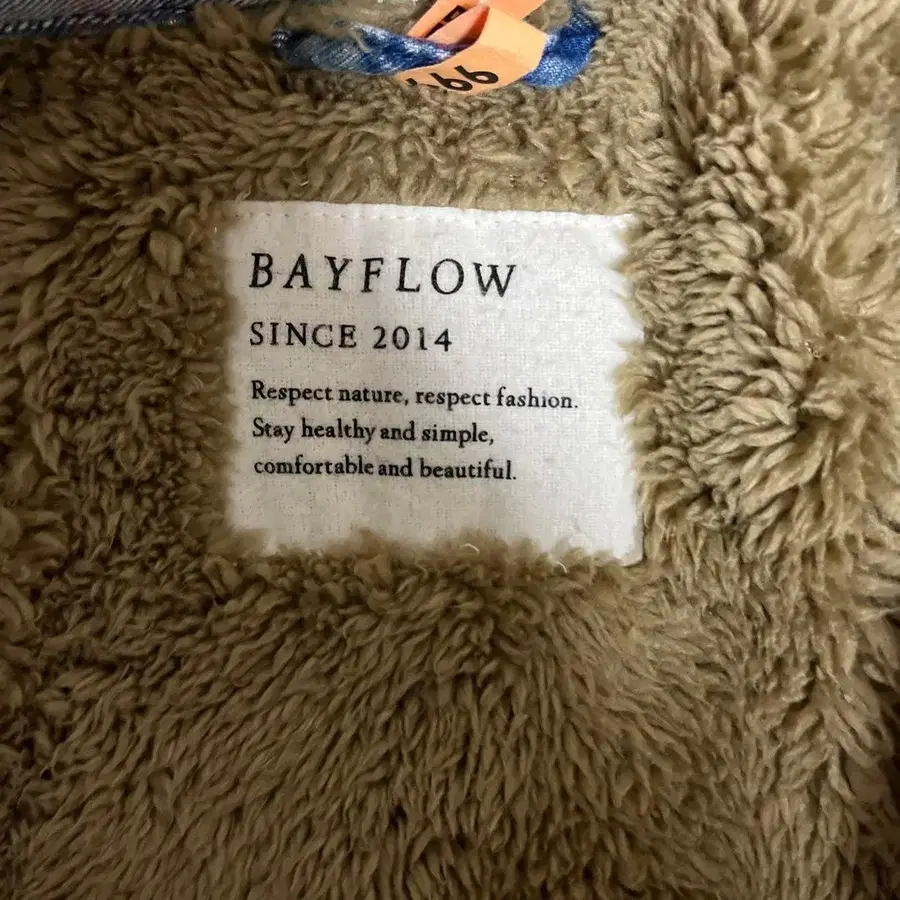 BAYFLOW
SINCE 2014
Respect nature, respect fashion.
Stay healthy and simple,
comfortable and beautiful.